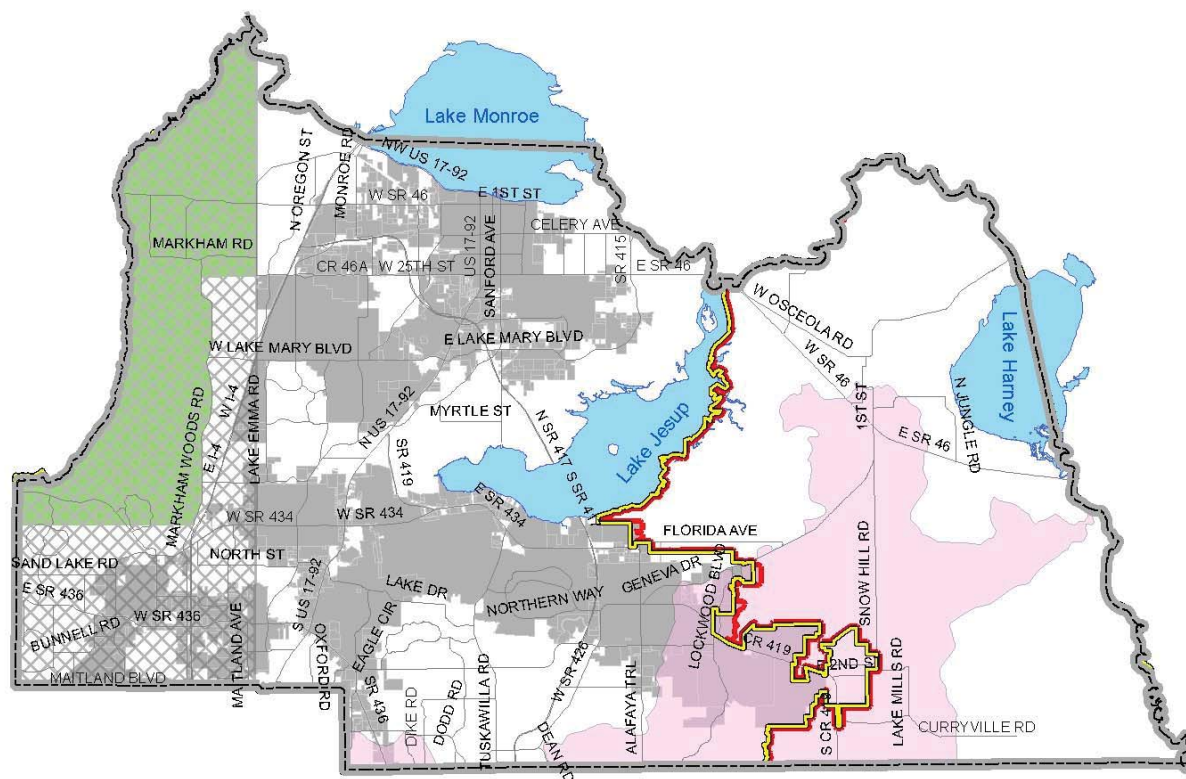 Lake Monroe
NW US 17-92
N OREGON ST
MONROE RD
W SR 46
E 1ST ST
MARKHAM RD
US 17-92
SANFORD AVE
CELERY AVE
SR 415
CR 46A
W 25TH ST
E SR 46
W OSCEOLA RD
W SR 46
Lake Harney
W LAKE MARY BLVD
E LAKE MARY BLVD
MARKHAM WOODS RD
E I-4
W I-4
LAKE EMMA RD
N US 17-92
MYRTLE ST
SR 419
N SR 417
S SR 417
Lake Jesup
1ST ST
N JUNGLE RD
E SR 46
W SR 434
W SR 434
E SR 434
FLORIDA AVE
SNOW HILL RD
SAND LAKE RD
NORTH ST
E SR 436
W SR 436
BUNNELL RD
MAITLAND AVE
S US 17-92
LAKE DR
NORTHERN WAY
GENEVA DR
LOCKWOOD BLVD
MAITLAND BLVD
OXFORD RD
EAGLE CIR
SR 436
DIKE RD
DODD RD
TUSKAWILLA RD
W SR 426
DEAN RD
ALAFAYA TRL
CR 419
E 2ND ST
LAKE MILLS RD
CURRYVILLE RD